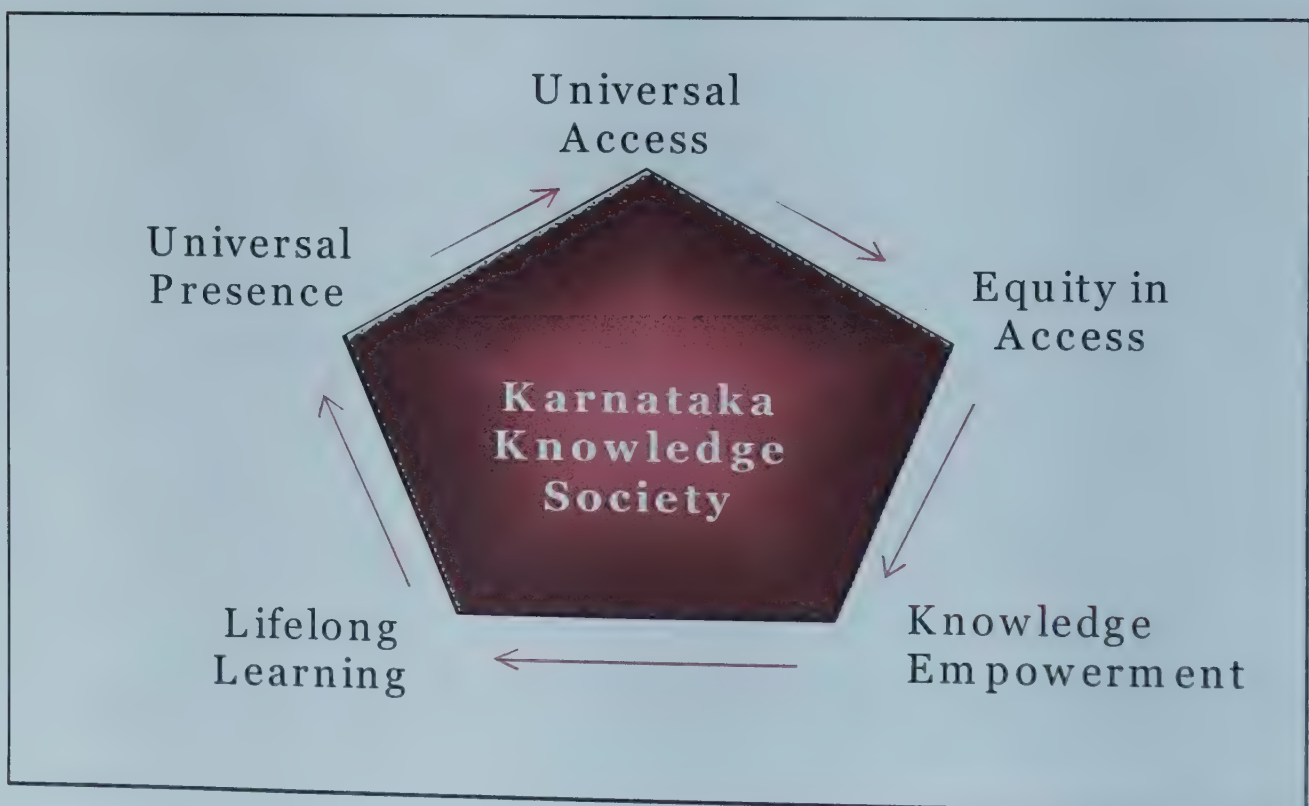 Universal
Access
Universal
Presence
Equity in
Access
Karnataka
Knowledge
Society
Lifelong
Learning
Knowledge
Empowerment